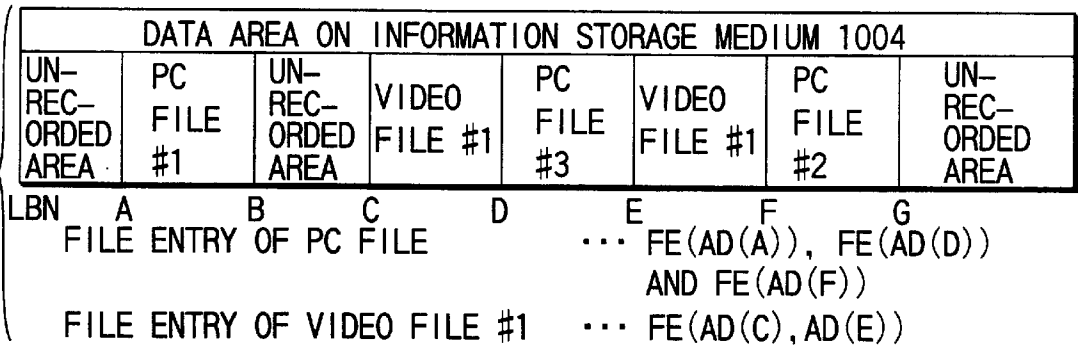 DATA AREA ON INFORMATION STORAGE MEDIUM 1004
UN–
REC–
ORDED
AREA
PC
FILE
#1
UN–
REC–
ORDED
AREA
VIDEO
FILE #1
PC
FILE
#3
VIDEO
FILE #1
PC
FILE
#2
UN–
REC–
ORDED
AREA
LBN A B C D E F G
FILE ENTRY OF PC FILE ··· FE(AD(A)), FE(AD(D))
AND FE(AD(F))
FILE ENTRY OF VIDEO FILE #1 ··· FE(AD(C),AD(E))